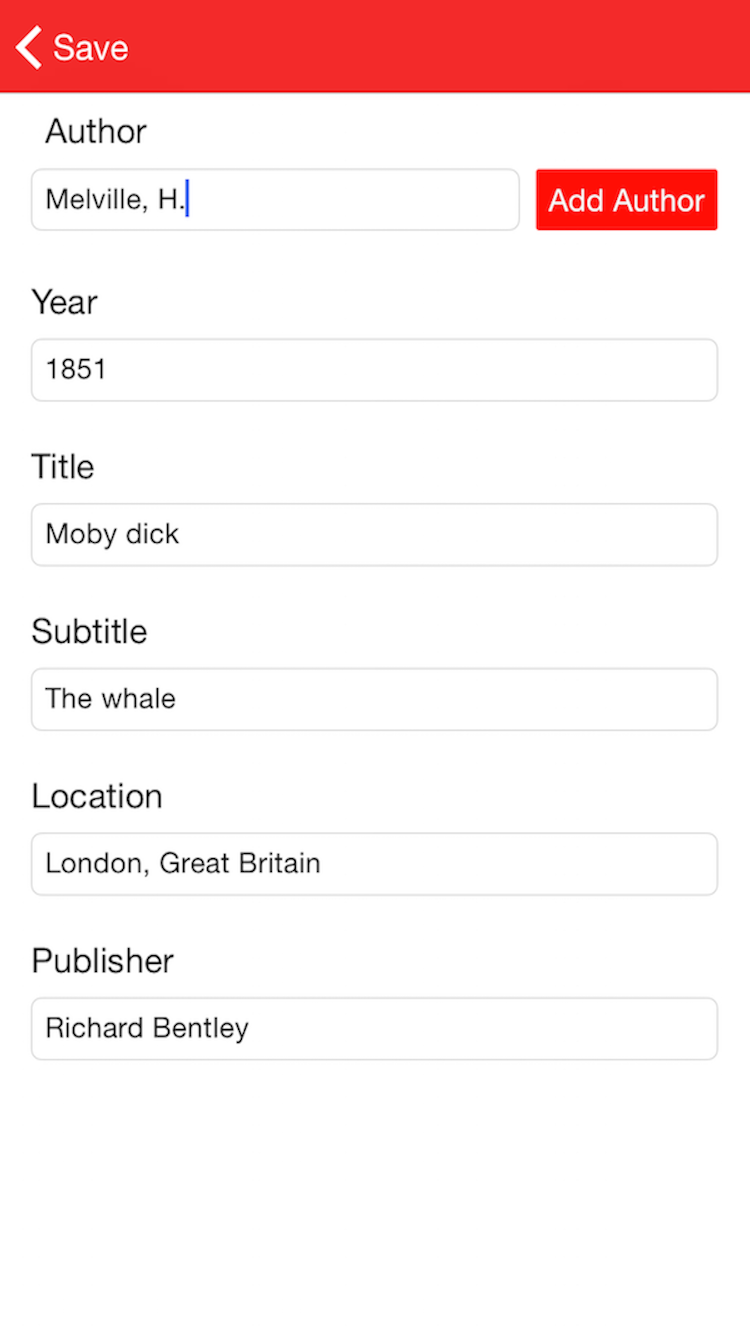 Save
Author
Melville, H.
Add Author
Year
1851
Title
Moby dick
Subtitle
The whale
Location
London, Great Britain
Publisher
Richard Bentley